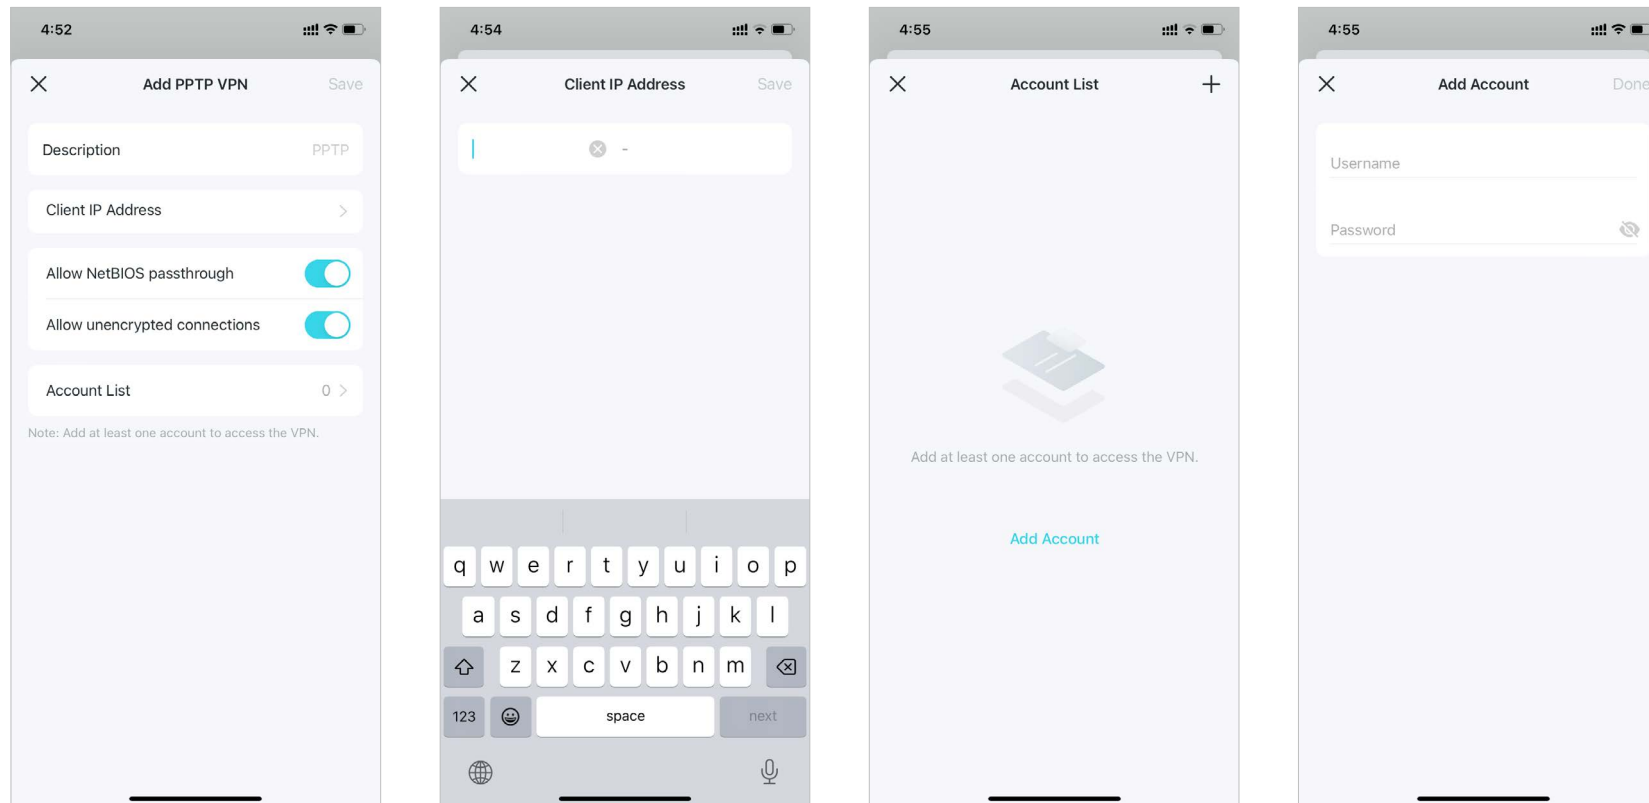 4:52
Add PPTP VPN Save
Description PPTP
Client IP Address
Allow NetBIOS passthrough
Allow unencrypted connections
Account List 0
Note: Add at least one account to access the VPN.
4:54
Client IP Address Save
-
q w e r t y u i o p
a s d f g h j k l
z x c v b n m
123 space next
4:55
Account List
Add at least one account to access the VPN.
Add Account
4:55
Add Account Done
Username
Password